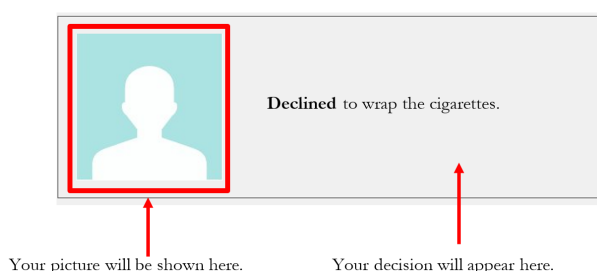 Declined to wrap the cigarettes.
Your picture will be shown here.
Your decision will appear here.